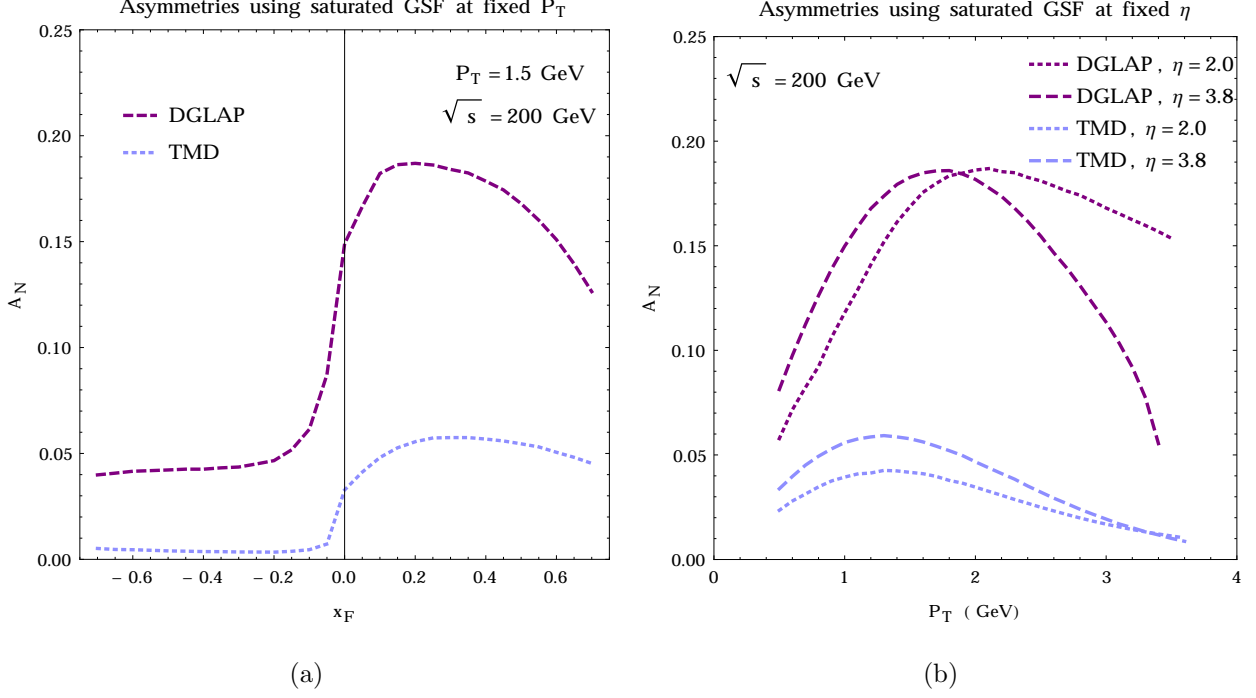 Asymmetries using saturated GSF at fixed P_T
0.25
0.20
0.15
0.10
0.05
0.00
A_N
P_T = 1.5 GeV
√s = 200 GeV
DGLAP
TMD
− 0.6
− 0.4
− 0.2
0.0
0.2
0.4
0.6
x_F
(a)
Asymmetries using saturated GSF at fixed η
0.25
0.20
0.15
0.10
0.05
0.00
A_N
√s = 200 GeV
DGLAP , η = 2.0
DGLAP , η = 3.8
TMD , η = 2.0
TMD , η = 3.8
0
1
2
3
4
P_T ( GeV)
(b)